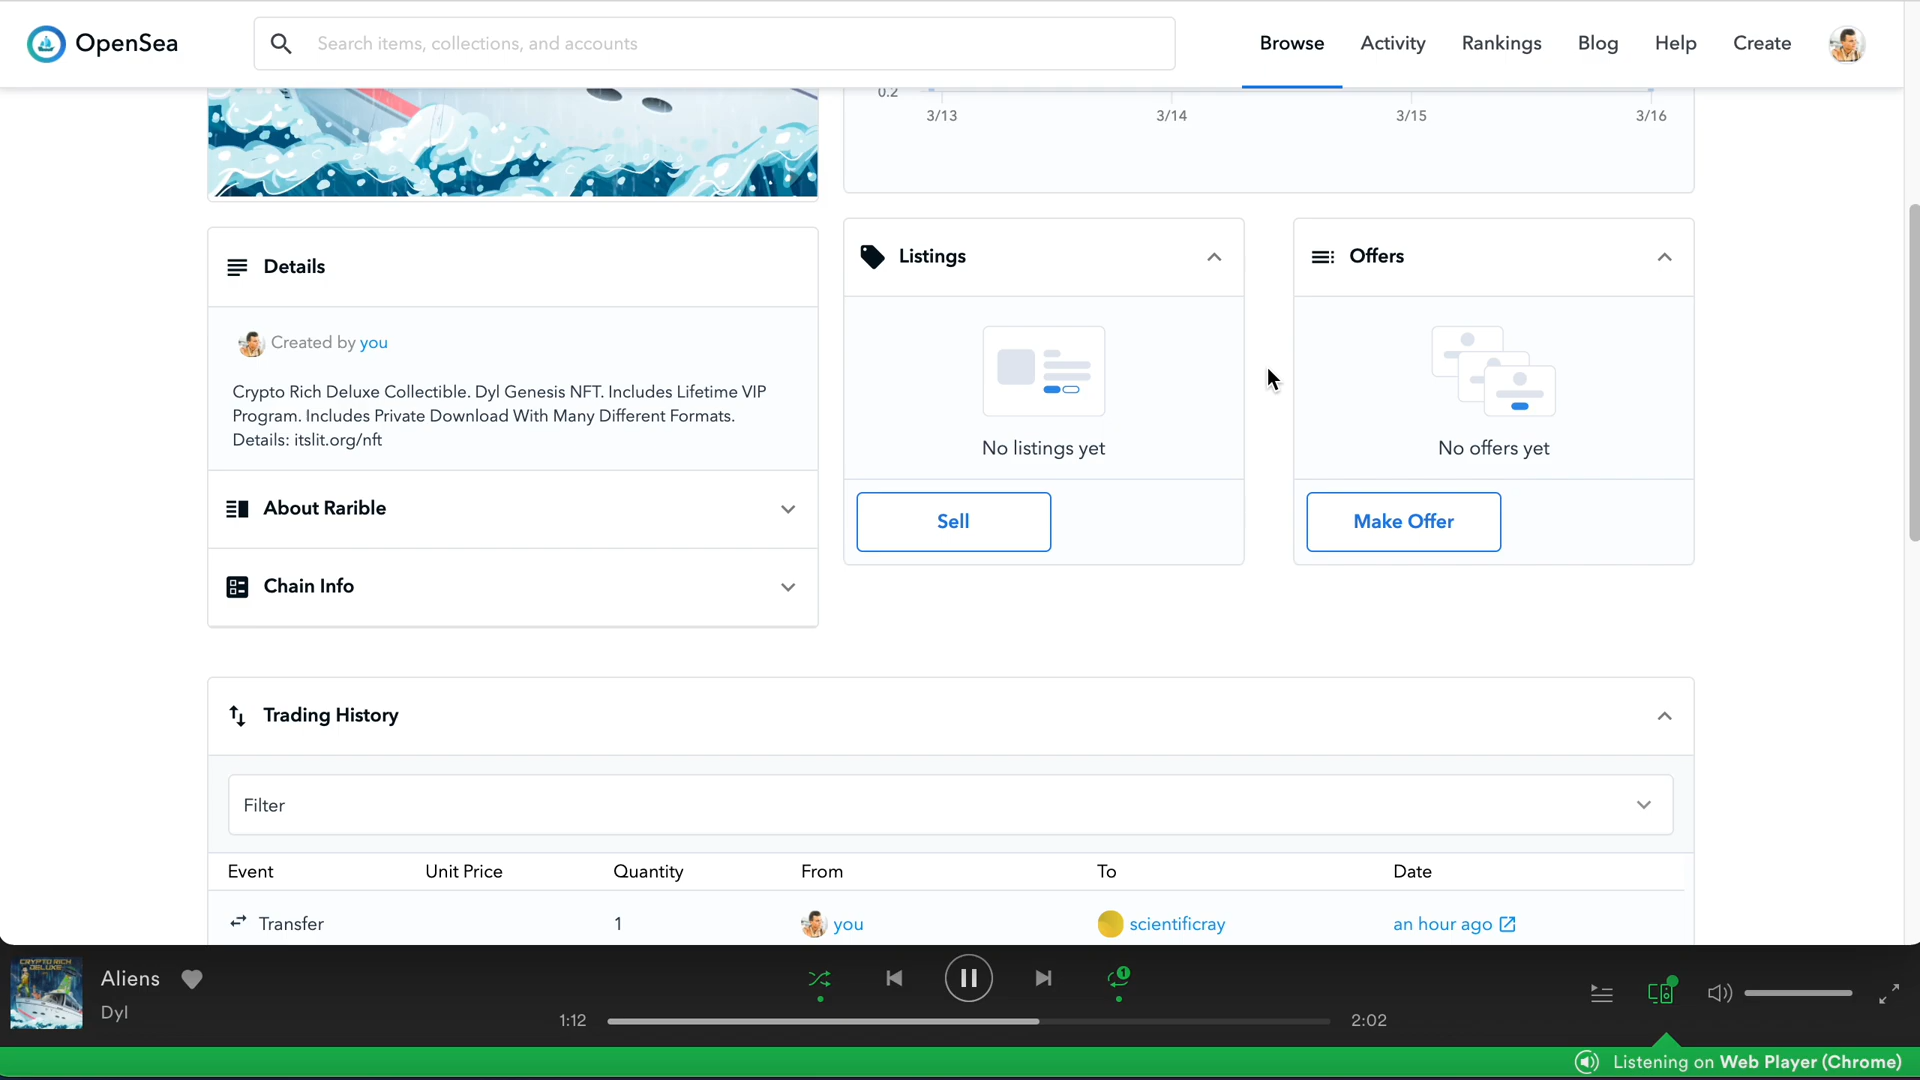 OpenSea
Search items, collections, and accounts
Browse
Activity
Rankings
Blog
Help
Create
0.2
3/13
3/14
3/15
3/16
Details
Created by you
Crypto Rich Deluxe Collectible. Dyl Genesis NFT. Includes Lifetime VIP
Program. Includes Private Download With Many Different Formats.
Details: itslit.org/nft
About Rarible
Chain Info
Listings
No listings yet
Sell
Offers
No offers yet
Make Offer
Trading History
Filter
Event
Unit Price
Quantity
From
To
Date
Transfer
1
you
scientificray
an hour ago
CRYPTO RICH
DELUXE
Aliens
Dyl
1
1:12
2:02
Listening on Web Player (Chrome)